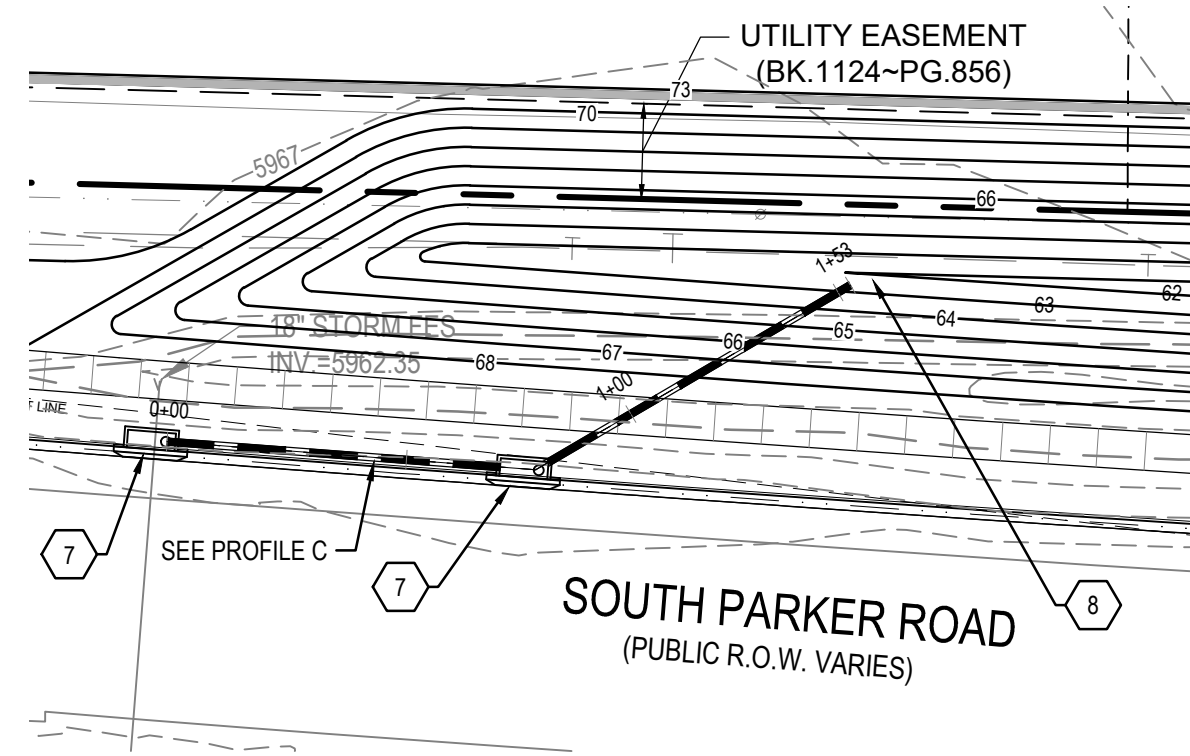 UTILITY EASEMENT
(BK.1124~PG.856)
73
70
5967
66
1+53
62
63
64
65
66
67
68
18" STORM FES
INV.=5962.35
1+00
0+00
LINE
7
SEE PROFILE C
7
8
SOUTH PARKER ROAD
(PUBLIC R.O.W. VARIES)